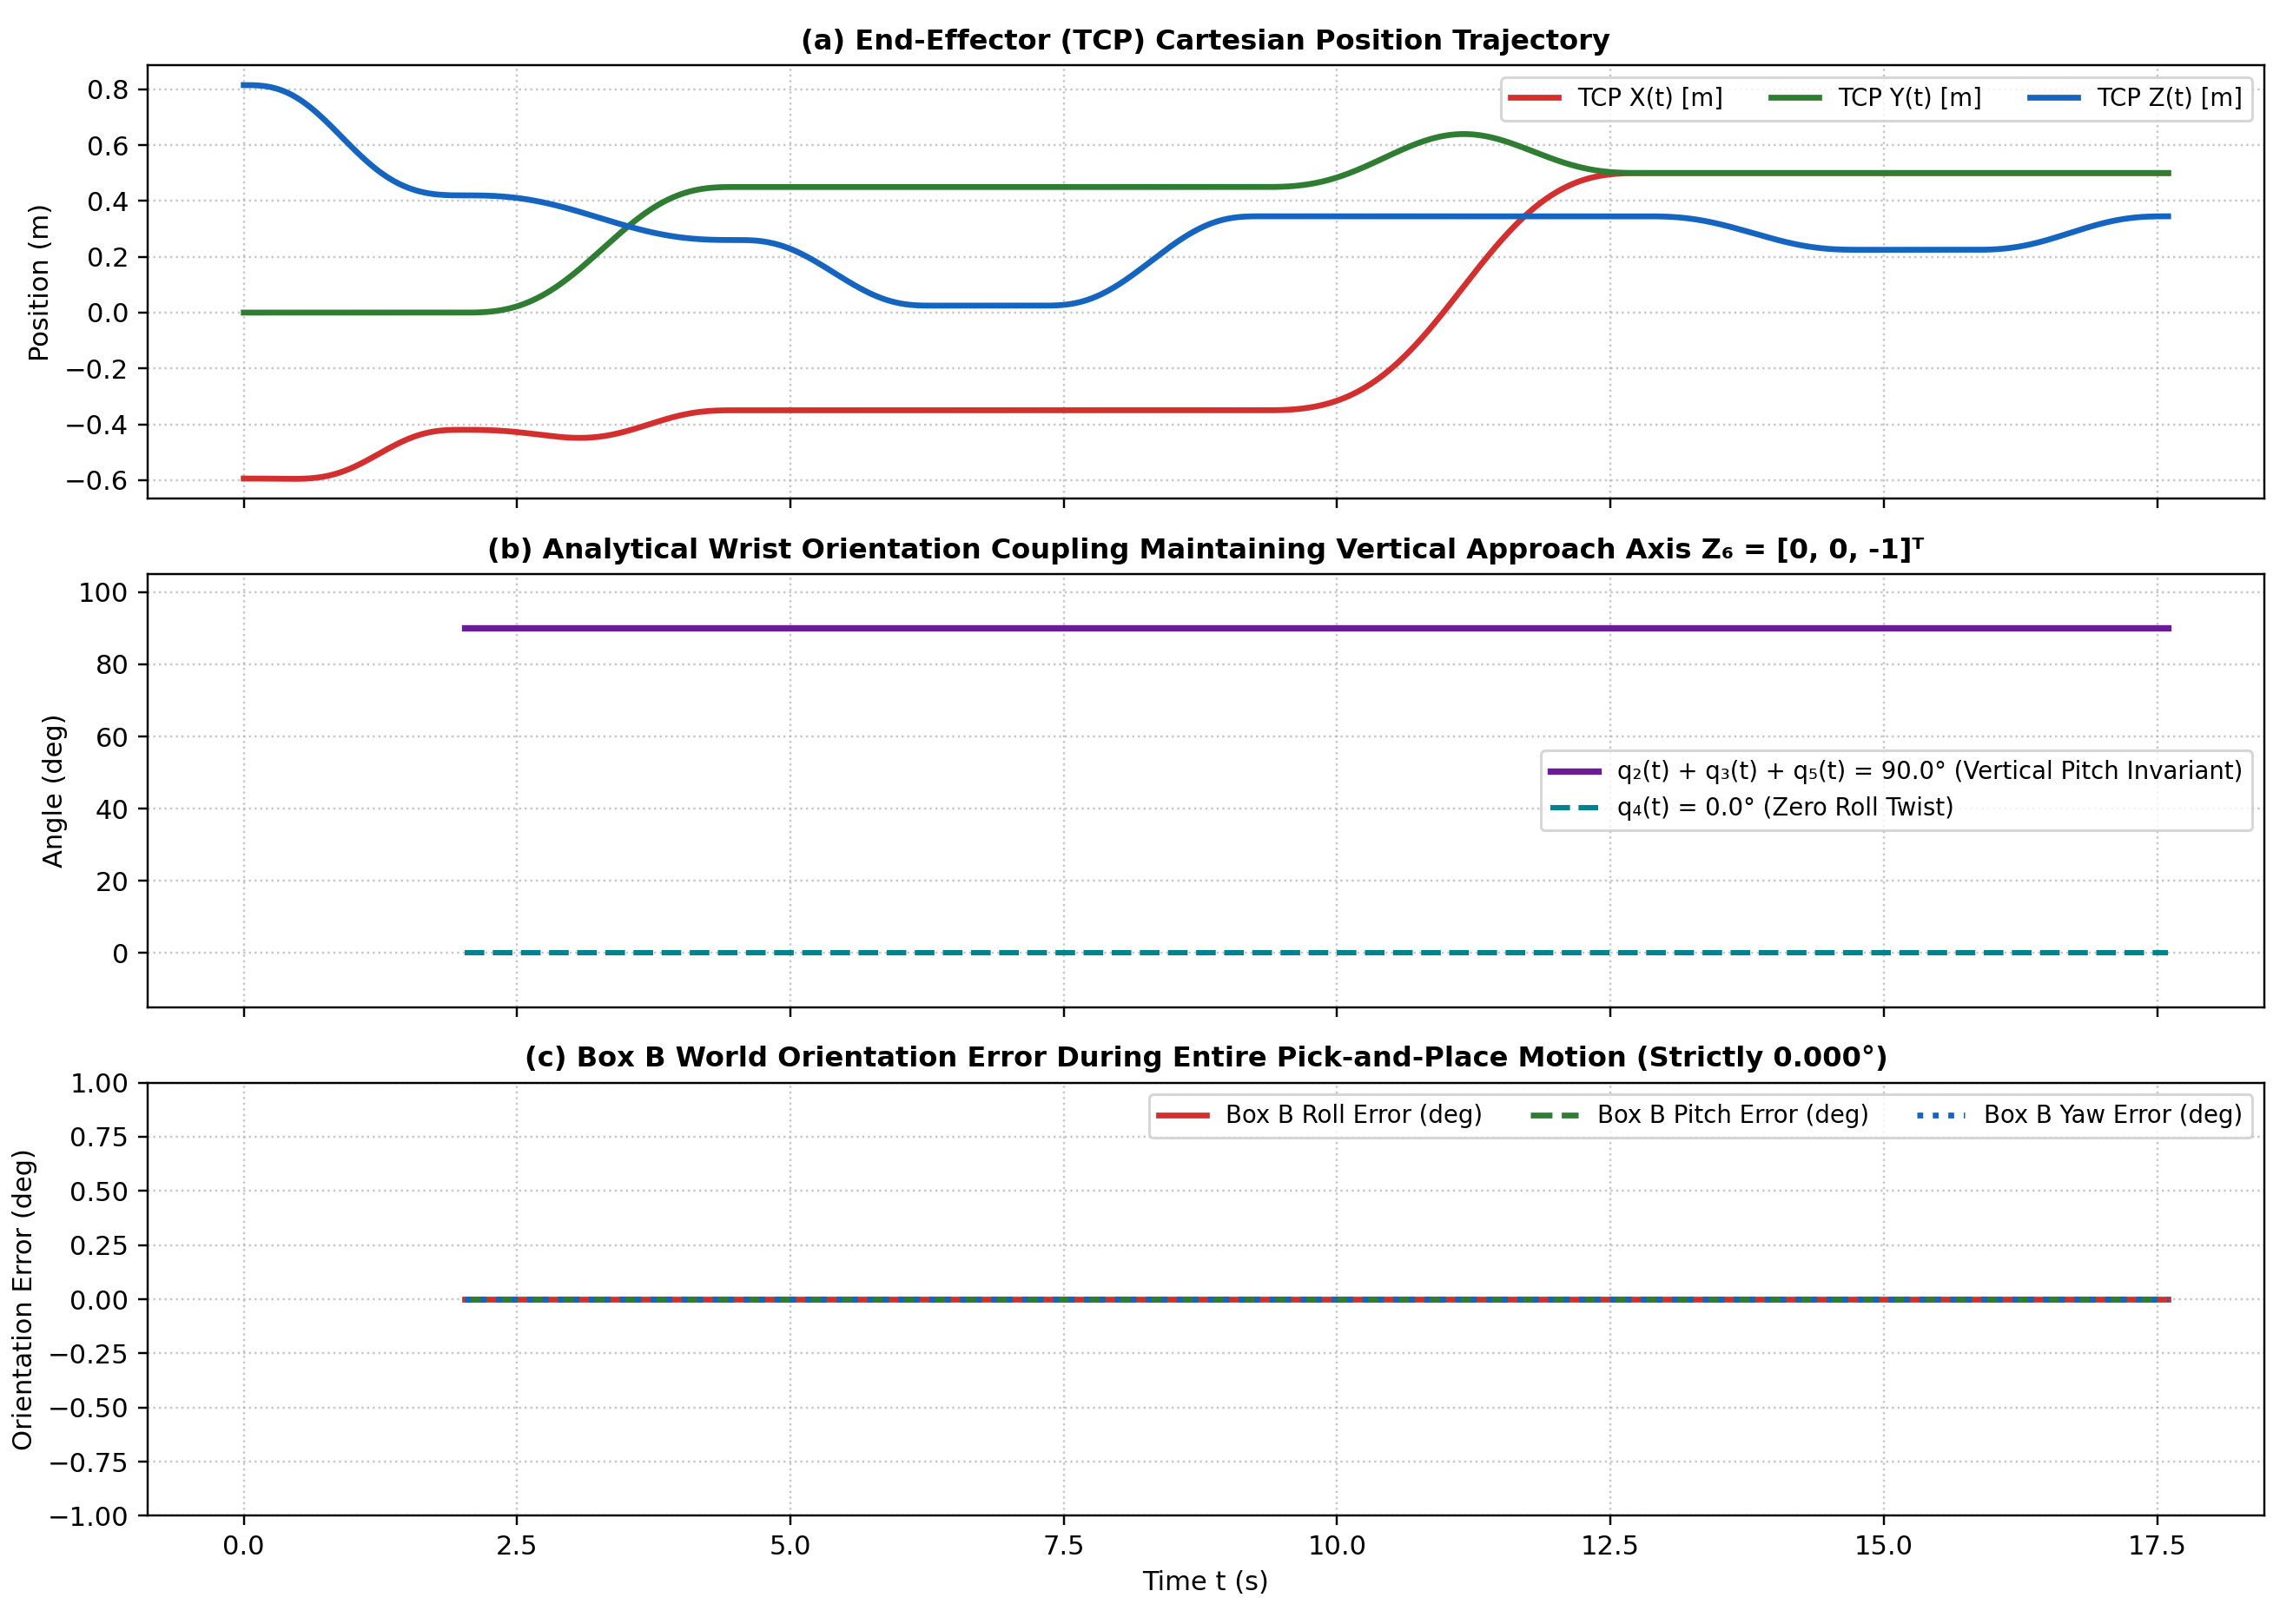 (a) End-Effector (TCP) Cartesian Position Trajectory
Position (m)
0.8
0.6
0.4
0.2
0.0
−0.2
−0.4
−0.6
TCP X(t) [m]
TCP Y(t) [m]
TCP Z(t) [m]
(b) Analytical Wrist Orientation Coupling Maintaining Vertical Approach Axis Z₆ = [0, 0, -1]ᵀ
Angle (deg)
100
80
60
40
20
0
q₂(t) + q₃(t) + q₅(t) = 90.0° (Vertical Pitch Invariant)
q₄(t) = 0.0° (Zero Roll Twist)
(c) Box B World Orientation Error During Entire Pick-and-Place Motion (Strictly 0.000°)
Orientation Error (deg)
1.00
0.75
0.50
0.25
0.00
−0.25
−0.50
−0.75
−1.00
Box B Roll Error (deg)
Box B Pitch Error (deg)
Box B Yaw Error (deg)
0.0
2.5
5.0
7.5
10.0
12.5
15.0
17.5
Time t (s)